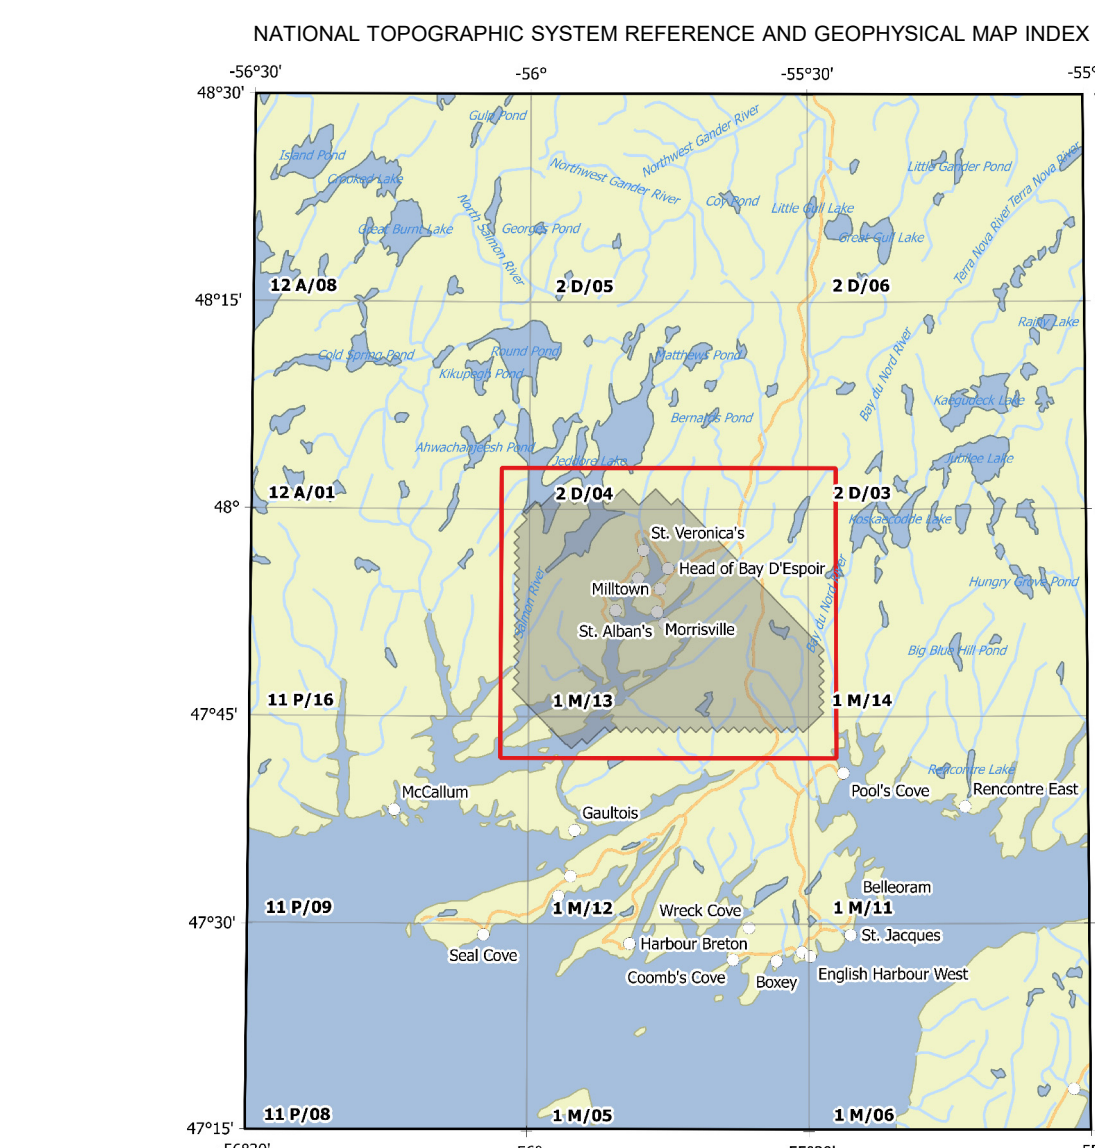 NATIONAL TOPOGRAPHIC SYSTEM REFERENCE AND GEOPHYSICAL MAP INDEX
-56°30'
-56°
-55°30'
48°30'
Gulp Pond
Northwest Gander River
Island Pond
Crooked Lake
Northwest Gander River
Little Gander Pond
Terra Nova River
North Salmon River
Coy Pond
Little Gull Lake
Great Burnt Lake
Georges Pond
Great Gull Lake
Terra Nova River
12 A/08
2 D/05
2 D/06
48°15'
Rainy Lake
Cold Spring Pond
Round Pond
Matthews Pond
Bay du Nord River
Kikupegh Pond
Kaegudeck Lake
Bernards Pond
Ahwachanjeesh Pond
Jeddore Lake
Jubilee Lake
12 A/01
2 D/04
2 D/03
48°
Koskaecodde Lake
St. Veronica's
Head of Bay D'Espoir
Hungry Grove Pond
Milltown
Salmon River
Bay du Nord River
St. Alban's
Morrisville
Big Blue Hill Pond
11 P/16
1 M/13
1 M/14
47°45'
Rencontre Lake
McCallum
Pool's Cove
Rencontre East
Gaultois
Belleoram
11 P/09
1 M/12
Wreck Cove
1 M/11
47°30'
Seal Cove
Harbour Breton
St. Jacques
Coomb's Cove
Boxey
English Harbour West
11 P/08
1 M/05
1 M/06
47°15'